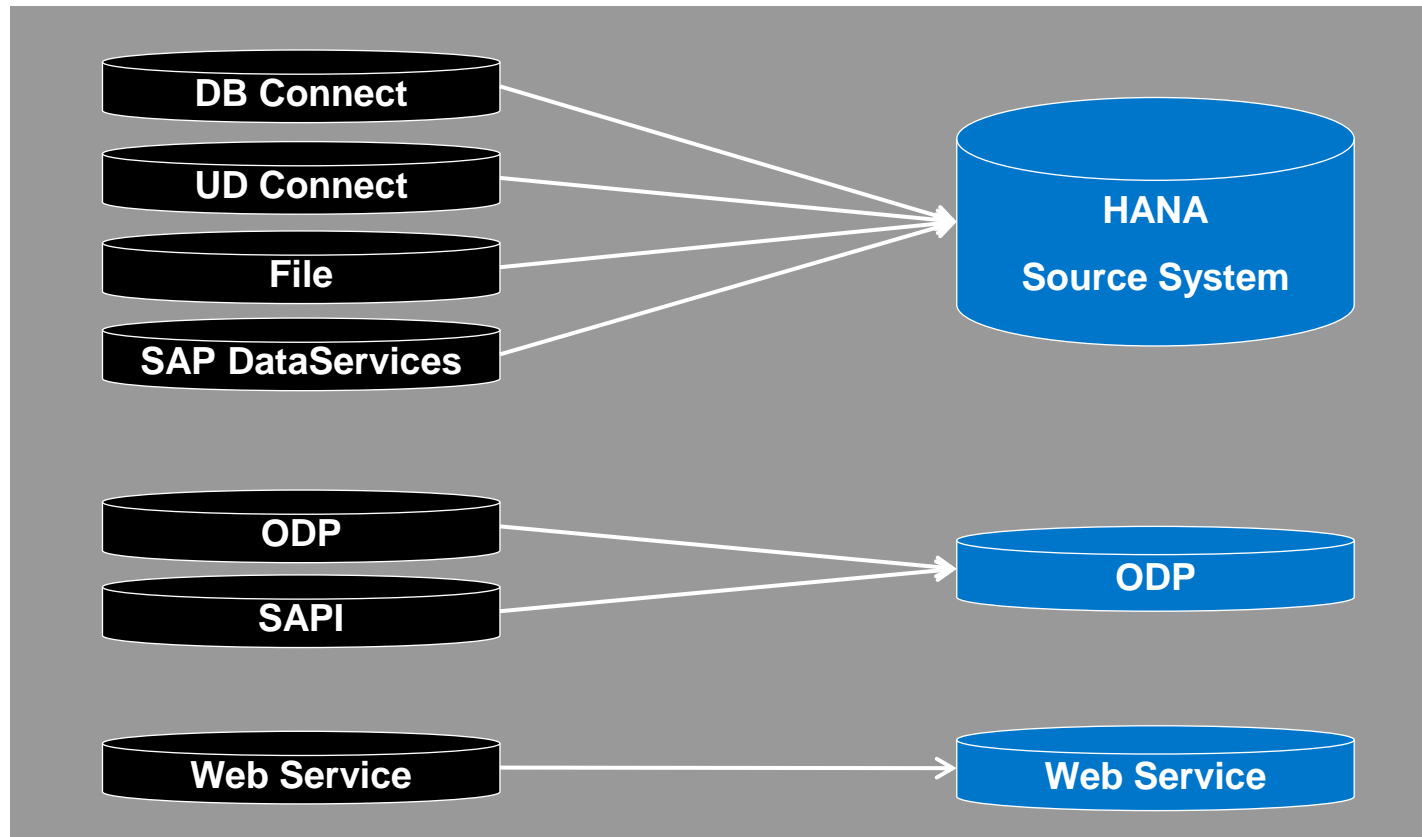 DB Connect
UD Connect
File
SAP DataServices
HANA
Source System
ODP
SAPI
ODP
Web Service
Web Service